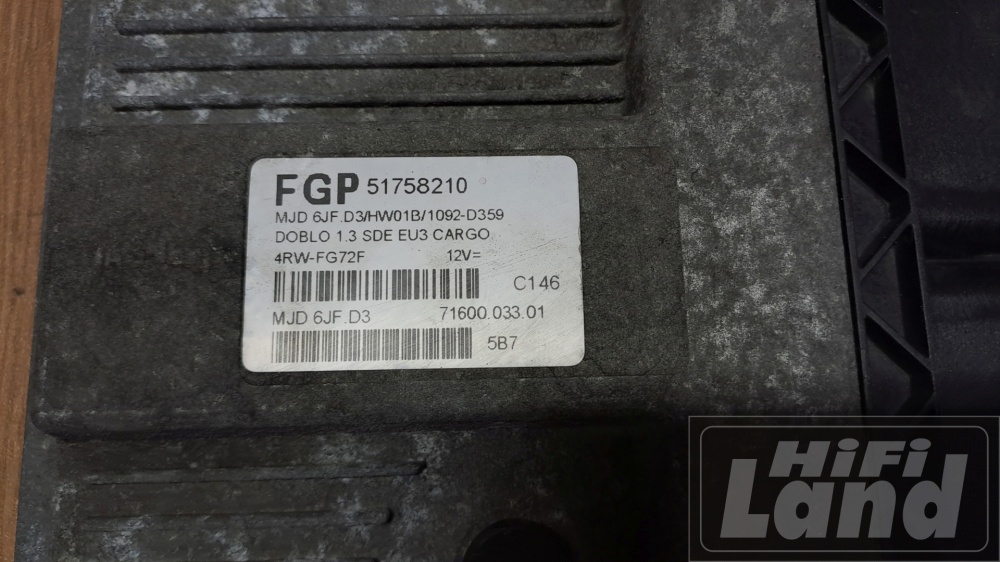 FGP 51758210
MJD 6JF.D3/HW01B/1092-D359
DOBLO 1.3 SDE EU3 CARGO
4RW-FG72F 12V=
C146
MJD 6JF.D3 71600.033.01
5B7
HiFi
Land